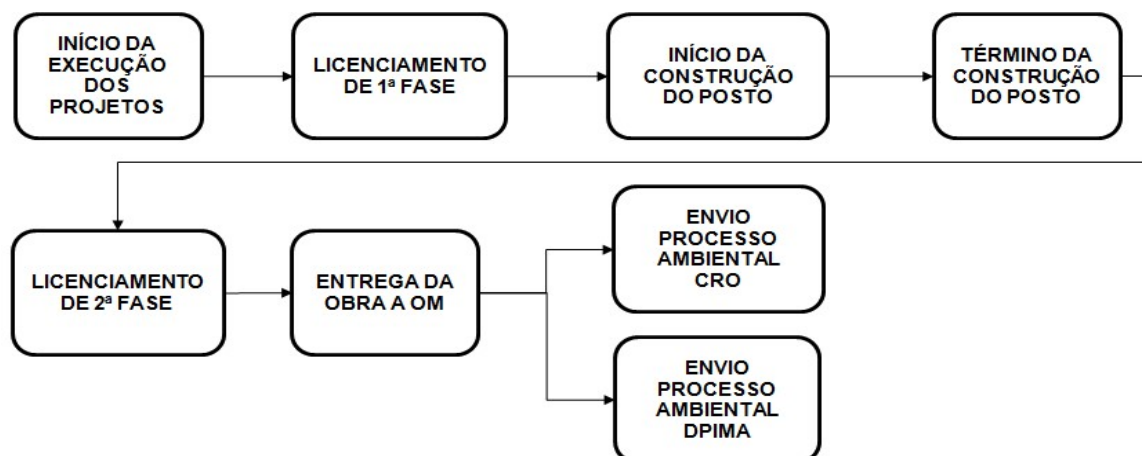 INÍCIO DA
EXECUÇÃO
DOS
PROJETOS
LICENCIAMENTO
DE 1ª FASE
INÍCIO DA
CONSTRUÇÃO
DO POSTO
TÉRMINO DA
CONSTRUÇÃO
DO POSTO
LICENCIAMENTO
DE 2ª FASE
ENTREGA DA
OBRA A OM
ENVIO
PROCESSO
AMBIENTAL
CRO
ENVIO
PROCESSO
AMBIENTAL
DPIMA